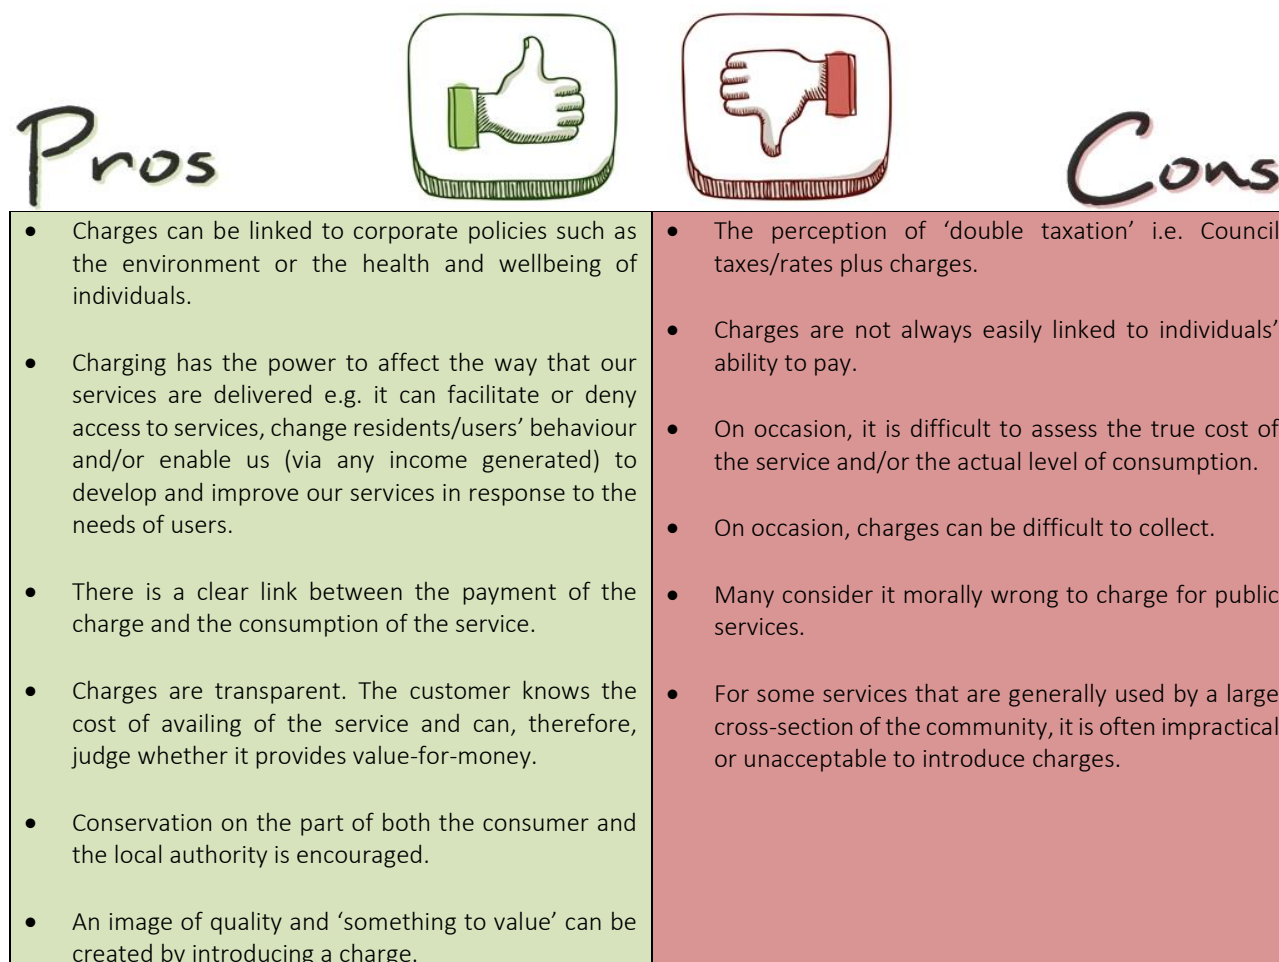 Pros
Cons
• Charges can be linked to corporate policies such as
the environment or the health and wellbeing of
individuals.
• Charging has the power to affect the way that our
services are delivered e.g. it can facilitate or deny
access to services, change residents/users’ behaviour
and/or enable us (via any income generated) to
develop and improve our services in response to the
needs of users.
• There is a clear link between the payment of the
charge and the consumption of the service.
• Charges are transparent. The customer knows the
cost of availing of the service and can, therefore,
judge whether it provides value-for-money.
• Conservation on the part of both the consumer and
the local authority is encouraged.
• An image of quality and ‘something to value’ can be
created by introducing a charge.
• The perception of ‘double taxation’ i.e. Council
taxes/rates plus charges.
• Charges are not always easily linked to individuals’
ability to pay.
• On occasion, it is difficult to assess the true cost of
the service and/or the actual level of consumption.
• On occasion, charges can be difficult to collect.
• Many consider it morally wrong to charge for public
services.
• For some services that are generally used by a large
cross-section of the community, it is often impractical
or unacceptable to introduce charges.